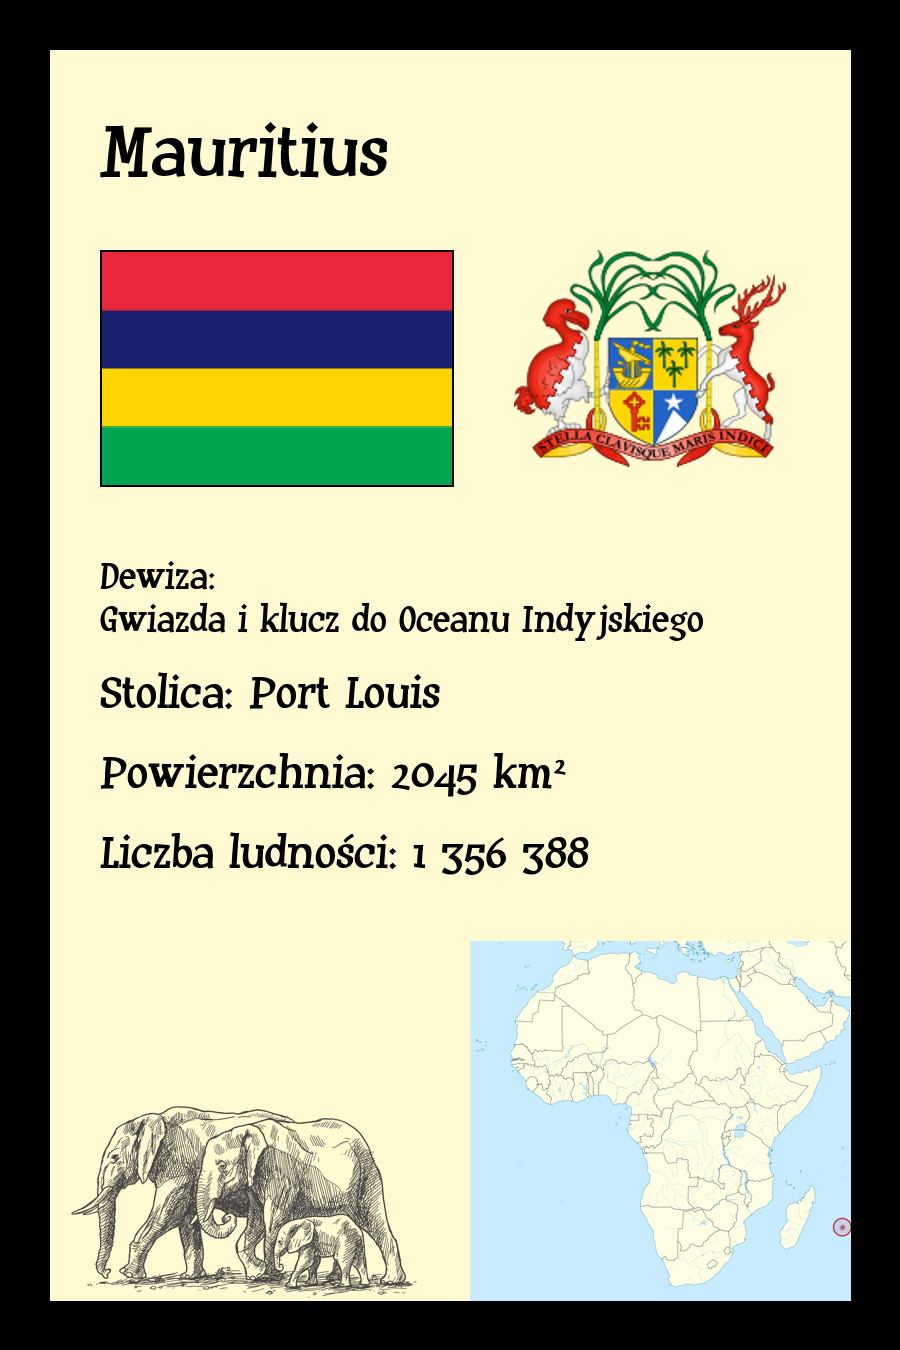 Mauritius
STELLA CLAVISQUE MARIS INDICI
Dewiza:
Gwiazda i klucz do Oceanu Indyjskiego
Stolica: Port Louis
Powierzchnia: 2045 km²
Liczba ludności: 1 356 388